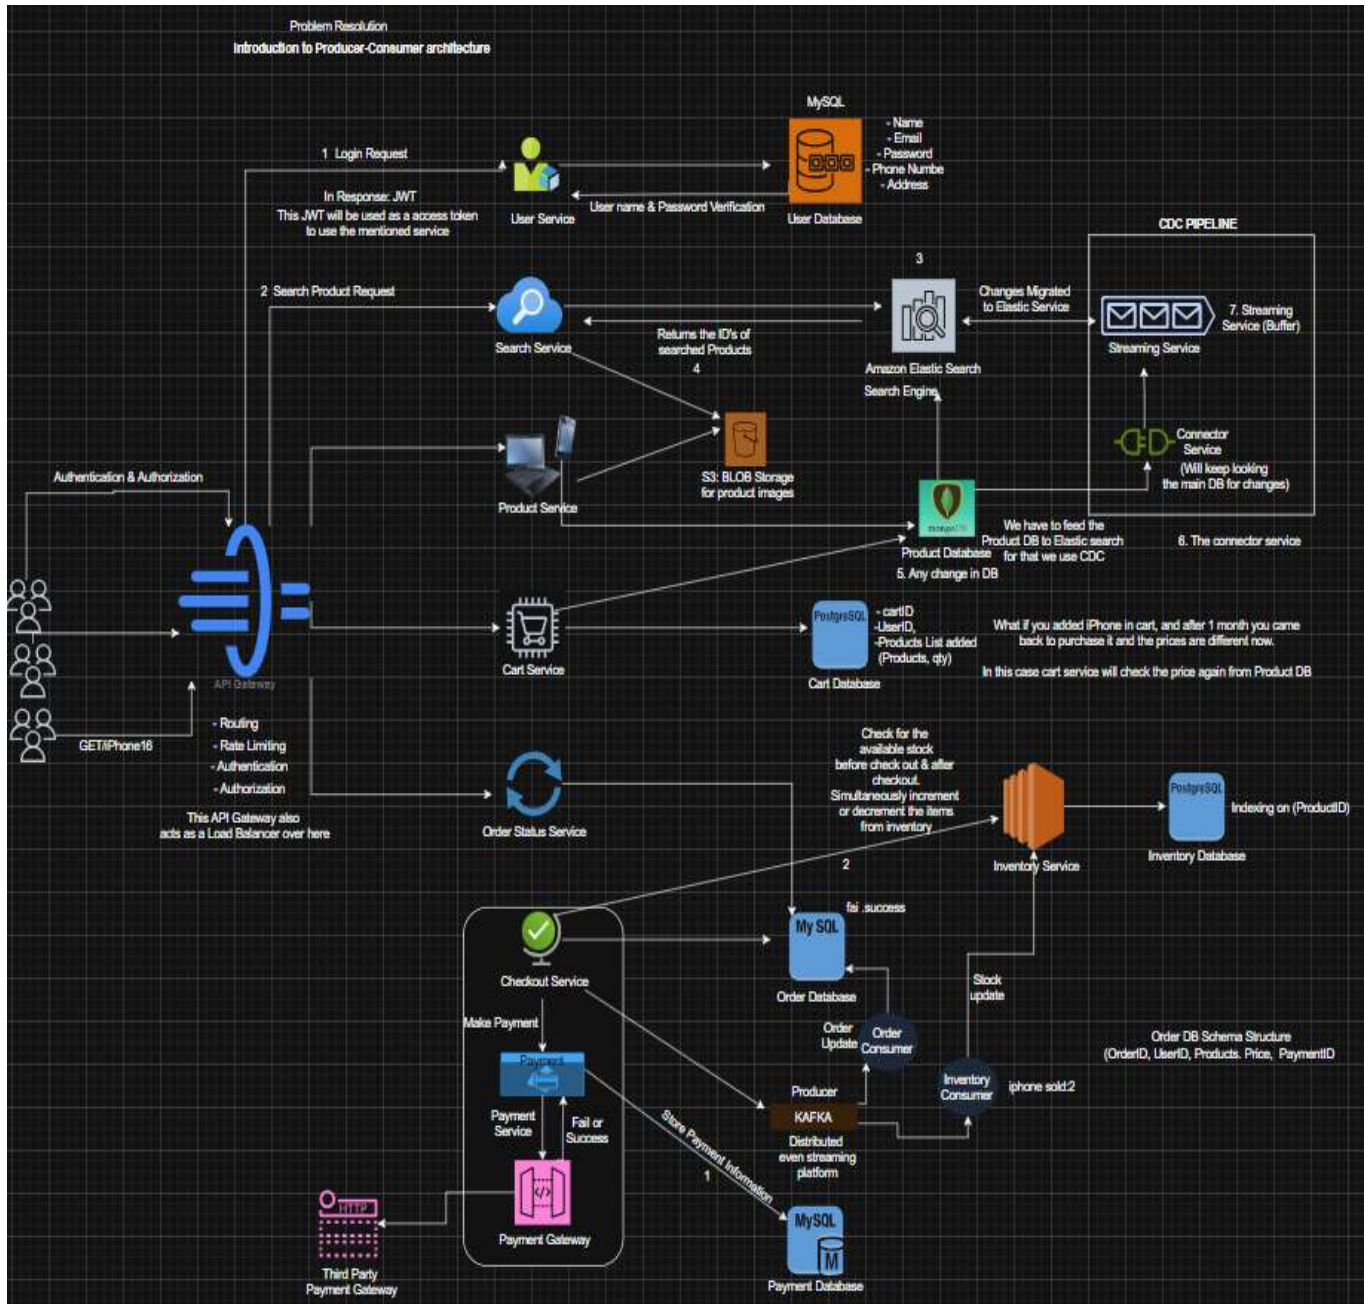 Problem Resolution
Introduction to Producer-Consumer architecture
MySQL
- Name
- Email
- Password
- Phone Numbe
- Address
1 Login Request
In Response: JWT
This JWT will be used as a access token
to use the mentioned service
User Service
User name & Password Verification
User Database
CDC PIPELINE
3
2 Search Product Request
Changes Migrated
to Elastic Service
7. Streaming
Service (Buffer)
Search Service
Returns the ID's of
searched Products
4
Streaming Service
Amazon Elastic Search
Search Engine
Connector
Service
(Will keep looking
the main DB for changes)
Authentication & Authorization
S3: BLOB Storage
for product images
Product Service
We have to feed the
Product DB to Elastic search
for that we use CDC
6. The connector service
Product Database
5. Any change in DB
PostgreSQL
- cartID
-UserID,
-Products List added
(Products, qty)
What if you added iPhone in cart, and after 1 month you came
back to purchase it and the prices are different now.
In this case cart service will check the price again from Product DB
Cart Service
Cart Database
API Gateway
- Routing
- Rate Limiting
- Authentication
- Authorization
GET/iPhone16
This API Gateway also
acts as a Load Balancer over here
Check for the
available stock
before check out & after
checkout.
Simultaneously increment
or decrement the items
from inventory
Order Status Service
PostgreSQL
Indexing on (ProductID)
Inventory Service
Inventory Database
2
fai .success
My SQL
Checkout Service
Order Database
Stock
update
Make Payment
Order
Update
Order
Consumer
Order DB Schema Structure
(OrderID, UserID, Products. Price, PaymentID
Payment
Inventory
Consumer
iphone sold:2
Producer
KAFKA
Distributed
even streaming
platform
Payment
Service
Fail or
Success
Store Payment Information
1
HTTP
</>
Payment Gateway
MySQL
M
Payment Database
Third Party
Payment Gateway